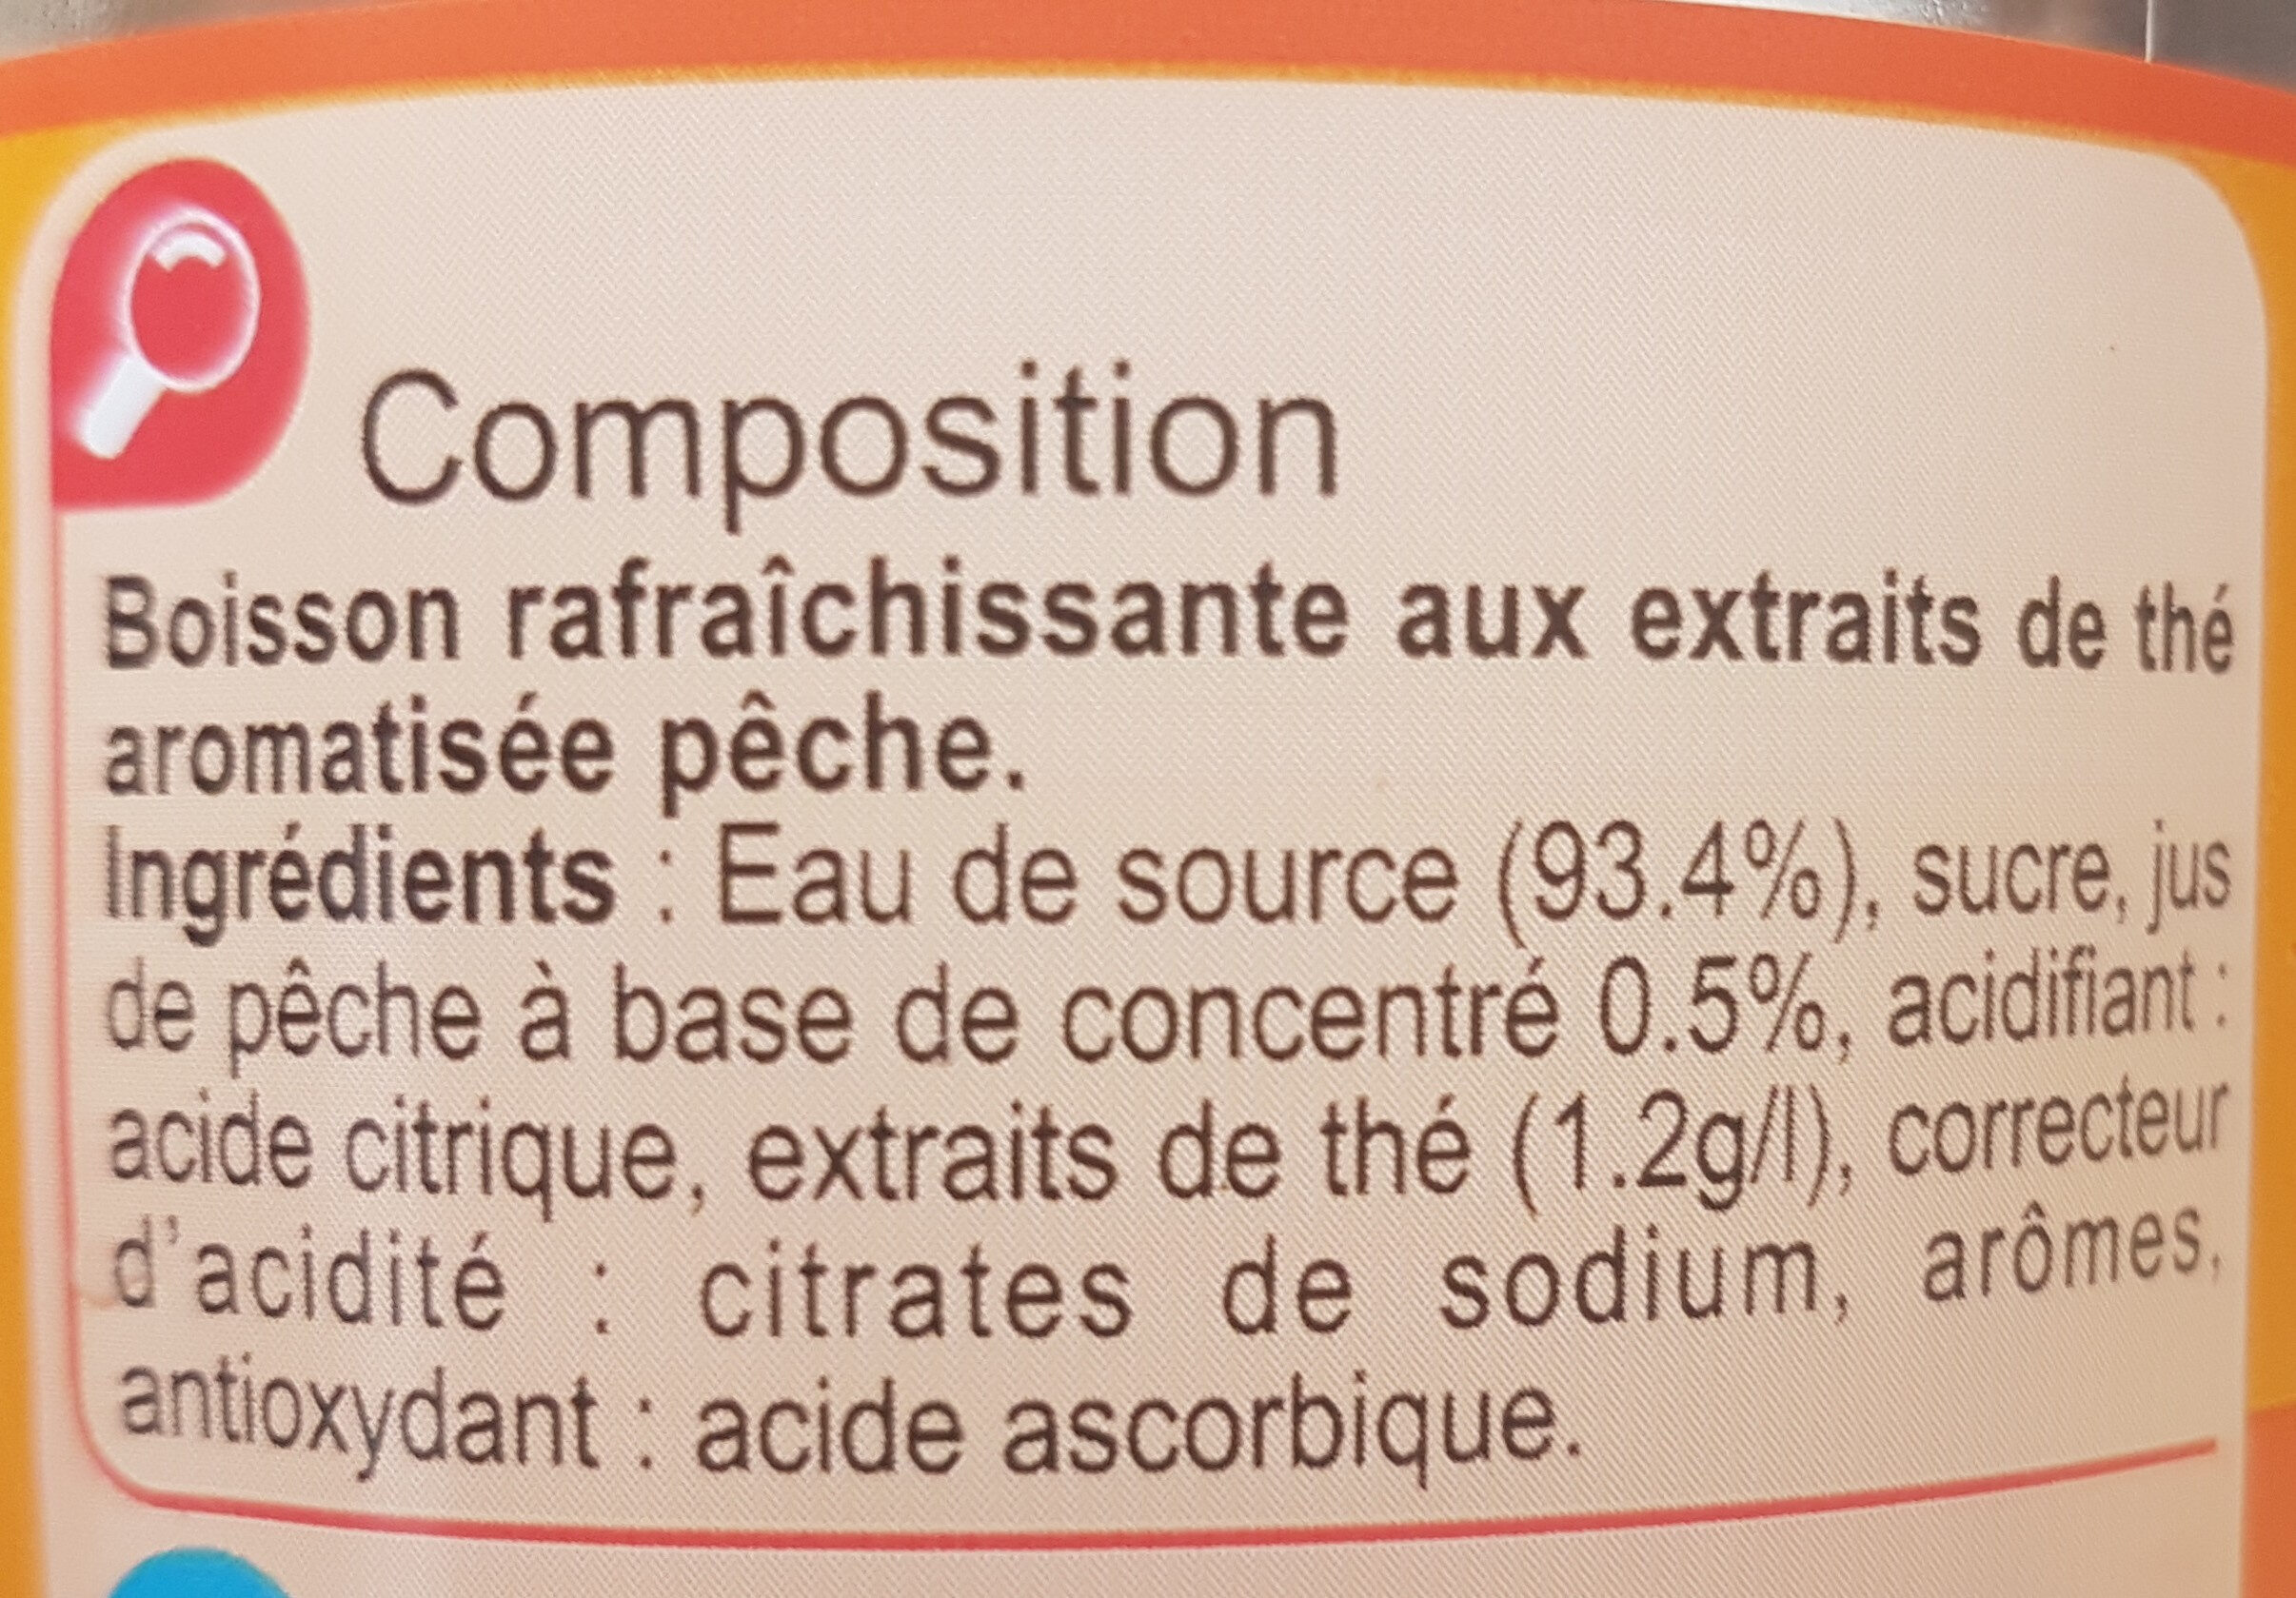 Composition
Boisson rafraîchissante aux extraits de thé
aromatisée pêche.
Ingrédients : Eau de source (93.4%), sucre, jus
de pêche à base de concentré 0.5%, acidifiant :
acide citrique, extraits de thé (1.2g/l), correcteur
d'acidité : citrates de sodium, arômes,
antioxydant : acide ascorbique.